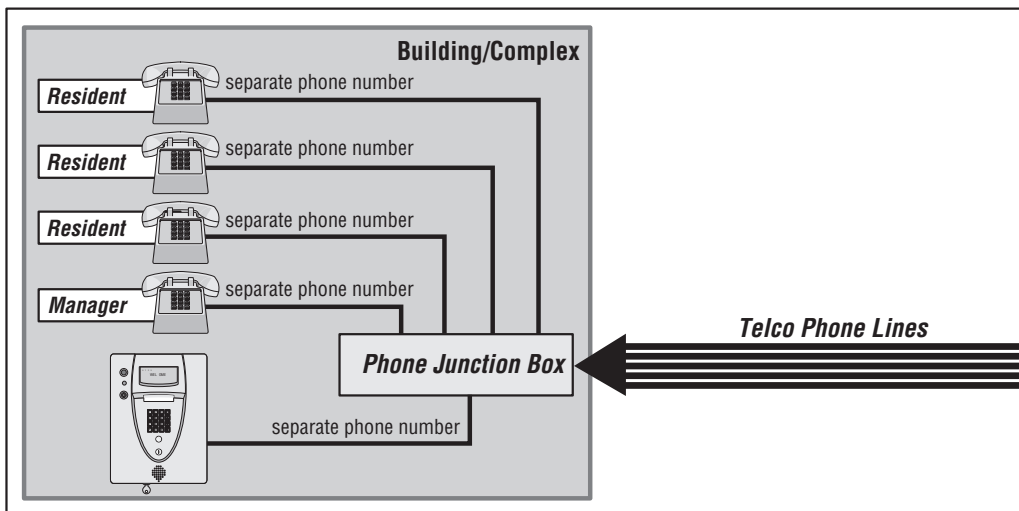 Building/Complex
Resident
separate phone number
Resident
separate phone number
Resident
separate phone number
Manager
separate phone number
Telco Phone Lines
Phone Junction Box
separate phone number